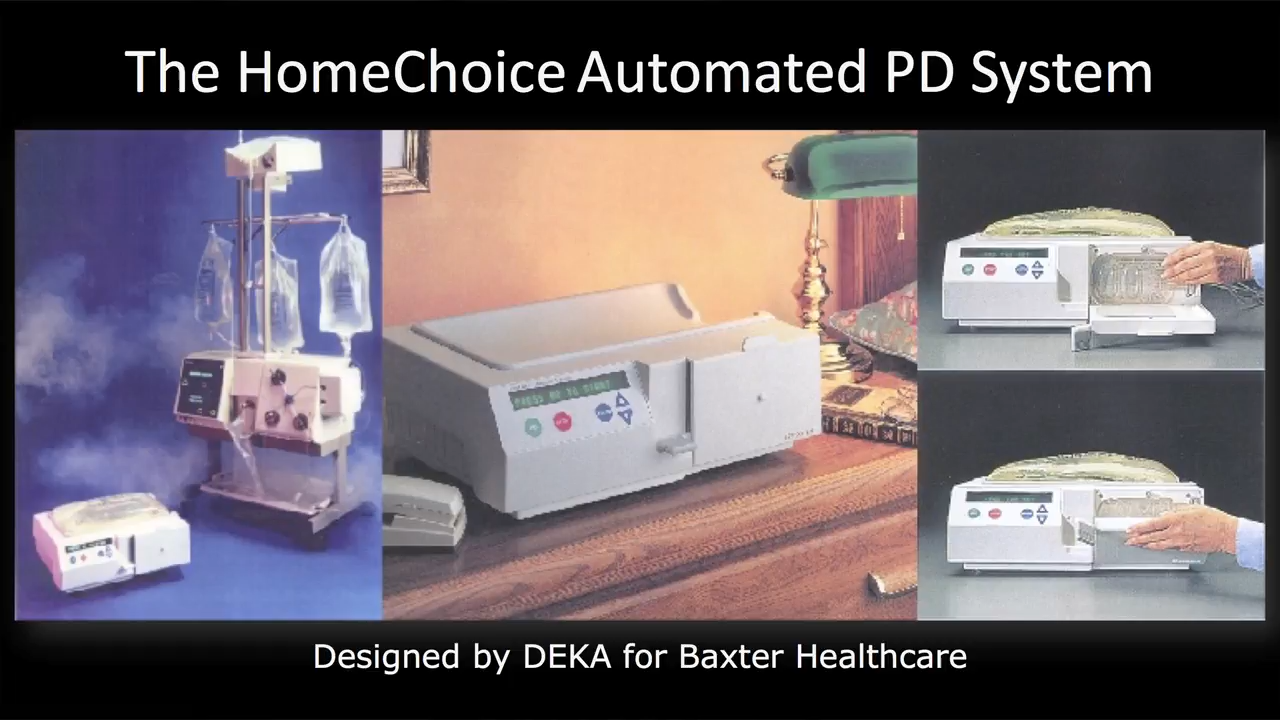 The HomeChoice Automated PD System
PRESS GO TO START
Designed by DEKA for Baxter Healthcare